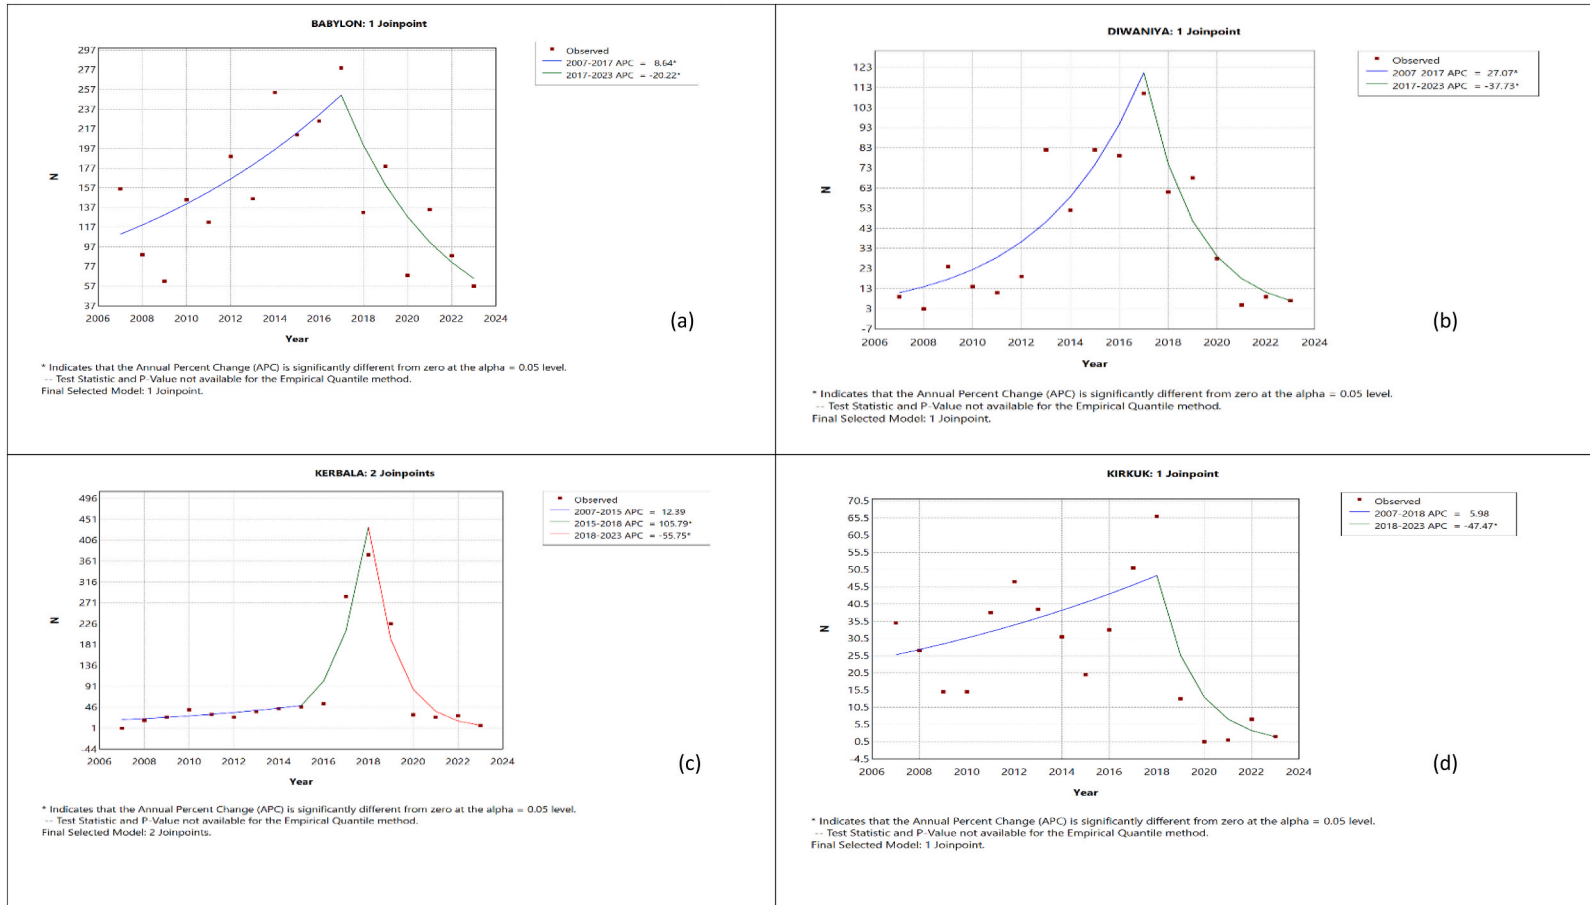 BABYLON: 1 Joinpoint
297
277
257
237
217
197
177
157
137
117
97
77
57
37
N
2006 2008 2010 2012 2014 2016 2018 2020 2022 2024
Year
Observed
2007-2017 APC = 8.64*
2017-2023 APC = -20.22*
(a)
* Indicates that the Annual Percent Change (APC) is significantly different from zero at the alpha = 0.05 level.
-- Test Statistic and P-Value not available for the Empirical Quantile method.
Final Selected Model: 1 Joinpoint.
DIWANIYA: 1 Joinpoint
123
113
103
93
83
73
63
53
43
33
23
13
3
-7
N
2006 2008 2010 2012 2014 2016 2018 2020 2022 2024
Year
Observed
2007-2017 APC = 27.07*
2017-2023 APC = -37.73*
(b)
* Indicates that the Annual Percent Change (APC) is significantly different from zero at the alpha = 0.05 level.
-- Test Statistic and P-Value not available for the Empirical Quantile method.
Final Selected Model: 1 Joinpoint.
KERBALA: 2 Joinpoints
496
451
406
361
316
271
226
181
136
91
46
1
-44
N
2006 2008 2010 2012 2014 2016 2018 2020 2022 2024
Year
Observed
2007-2015 APC = 12.39
2015-2018 APC = 105.79*
2018-2023 APC = -55.75*
(c)
* Indicates that the Annual Percent Change (APC) is significantly different from zero at the alpha = 0.05 level.
-- Test Statistic and P-Value not available for the Empirical Quantile method.
Final Selected Model: 2 Joinpoints.
KIRKUK: 1 Joinpoint
70.5
65.5
60.5
55.5
50.5
45.5
40.5
35.5
30.5
25.5
20.5
15.5
10.5
5.5
0.5
-4.5
N
2006 2008 2010 2012 2014 2016 2018 2020 2022 2024
Year
Observed
2007-2018 APC = 5.98
2018-2023 APC = -47.47*
(d)
* Indicates that the Annual Percent Change (APC) is significantly different from zero at the alpha = 0.05 level.
-- Test Statistic and P-Value not available for the Empirical Quantile method.
Final Selected Model: 1 Joinpoint.